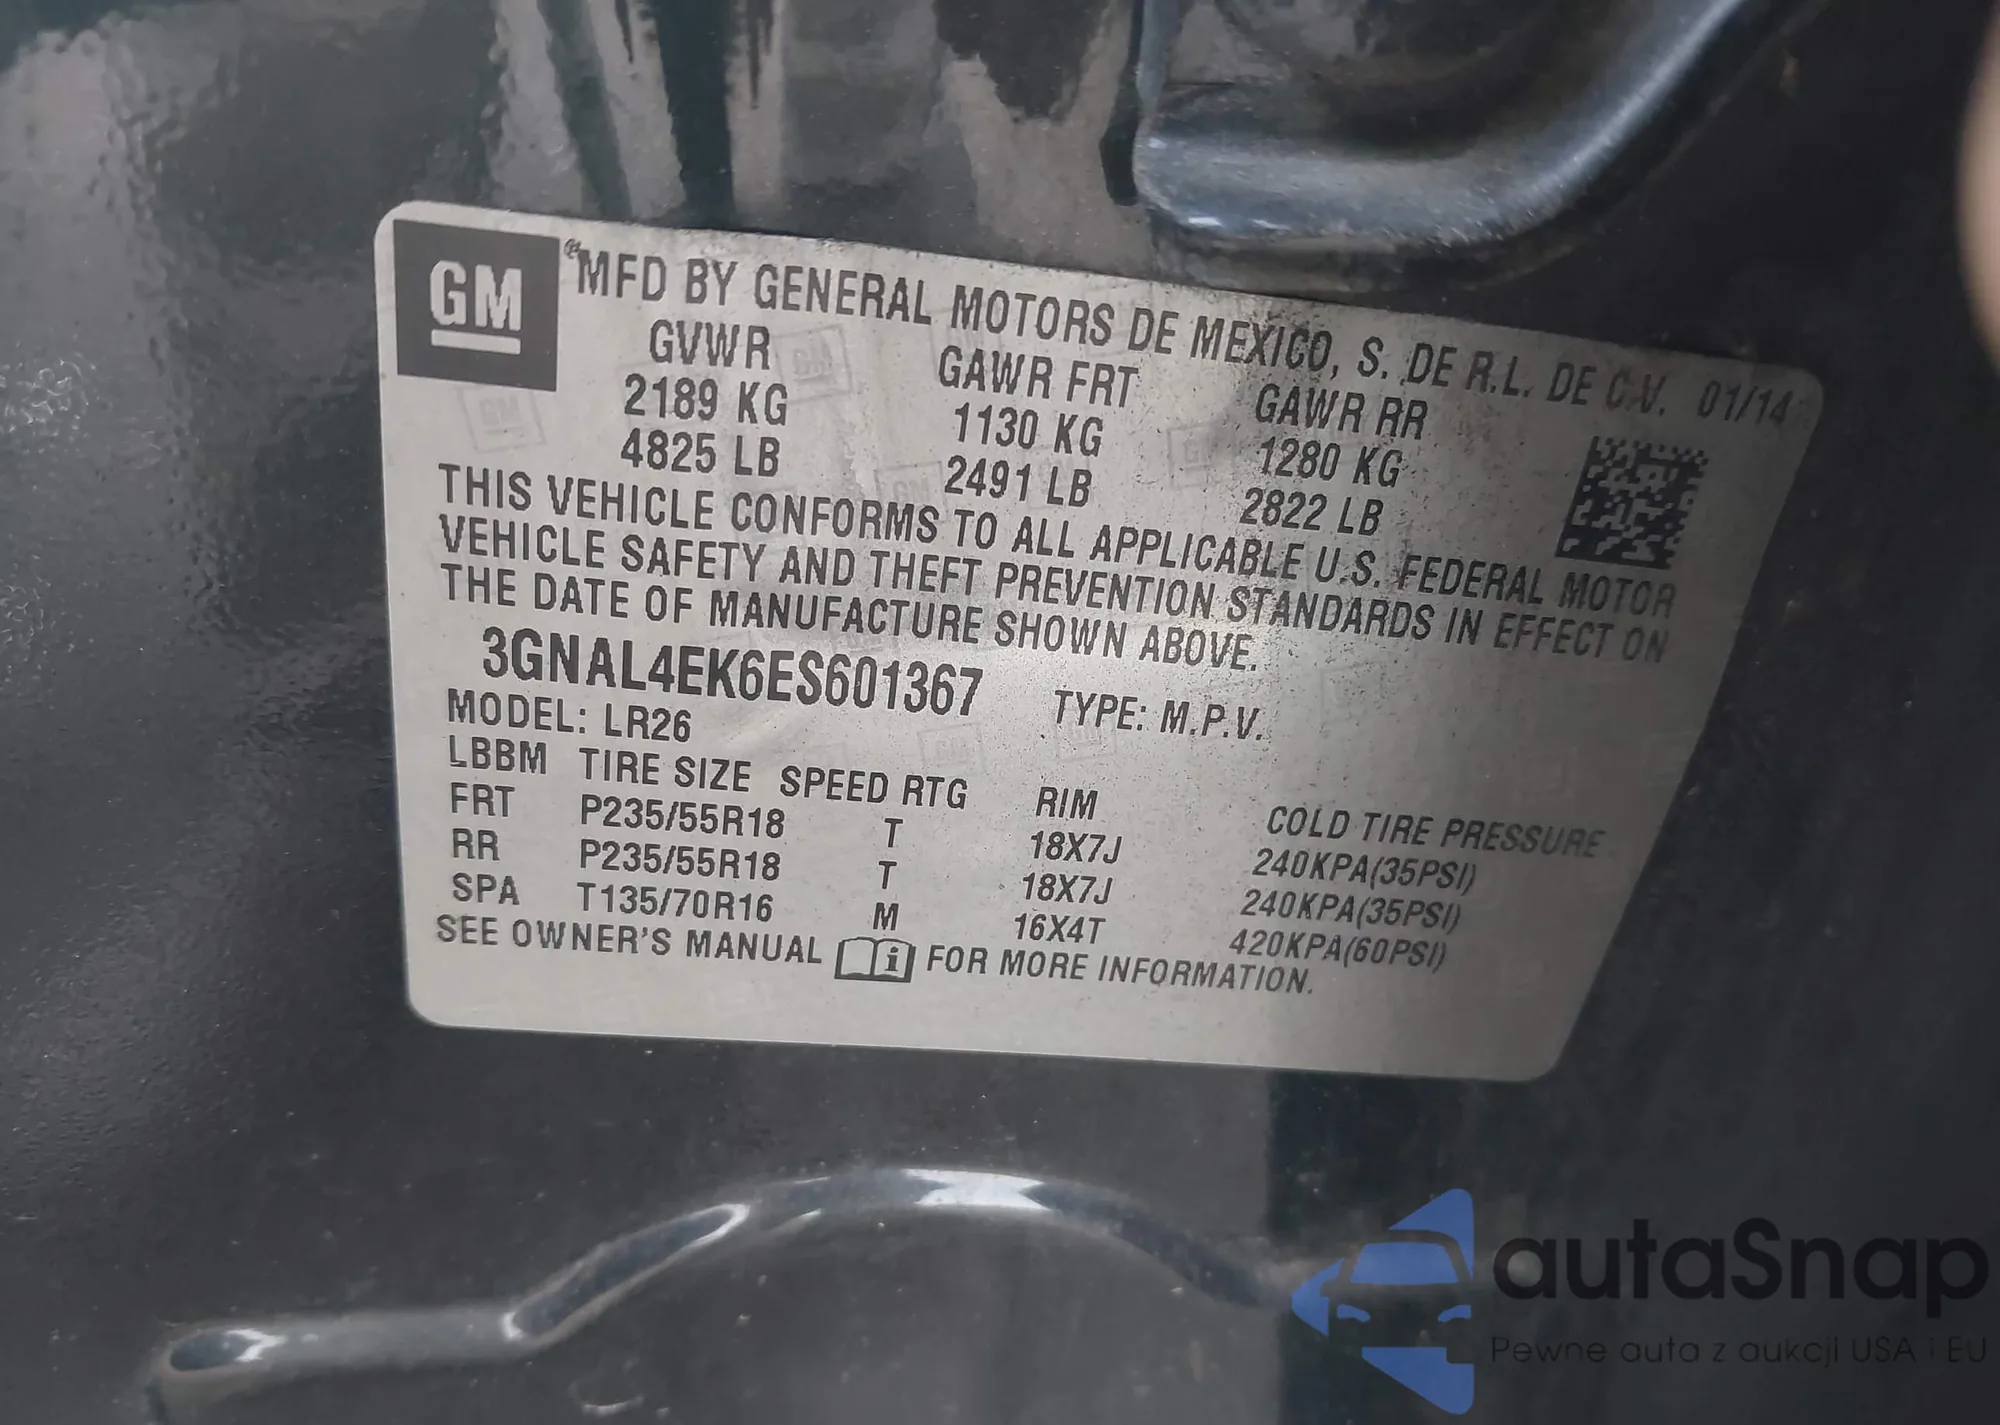 GM
MFD BY GENERAL MOTORS DE MEXICO, S. DE R.L. DE C.V. 01/14
GVWR GAWR FRT GAWR RR
2189 KG 1130 KG 1280 KG
4825 LB 2491 LB 2822 LB
THIS VEHICLE CONFORMS TO ALL APPLICABLE U.S. FEDERAL MOTOR
VEHICLE SAFETY AND THEFT PREVENTION STANDARDS IN EFFECT ON
THE DATE OF MANUFACTURE SHOWN ABOVE.
3GNAL4EK6ES601367 TYPE: M.P.V.
MODEL: LR26
LBBM TIRE SIZE SPEED RTG RIM COLD TIRE PRESSURE
FRT P235/55R18 T 18X7J 240KPA(35PSI)
RR P235/55R18 T 18X7J 240KPA(35PSI)
SPA T135/70R16 M 16X4T 420KPA(60PSI)
SEE OWNER'S MANUAL i FOR MORE INFORMATION.
autaSnap
Pewne auta z aukcji USA i EU